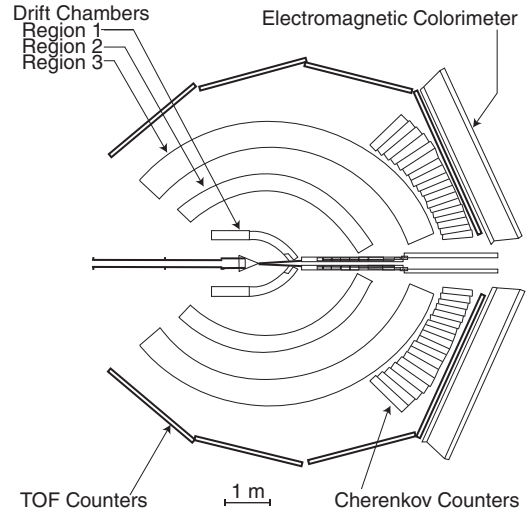 Drift Chambers
Region 1
Region 2
Region 3
Electromagnetic Colorimeter
TOF Counters
1 m
Cherenkov Counters